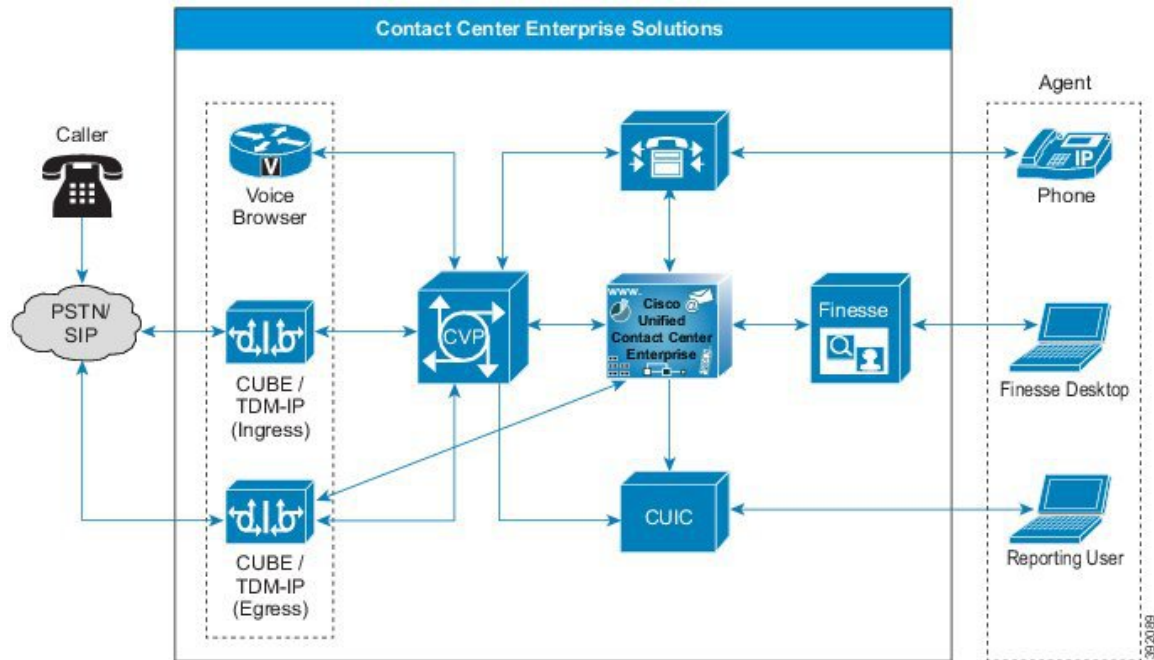 Contact Center Enterprise Solutions
Agent
Caller
Voice
Browser
V
IP
Phone
PSTN/
SIP
CUBE /
TDM-IP
(Ingress)
CVP
www.
@
Cisco
Unified
Contact Center
Enterprise
Finesse
Finesse Desktop
CUBE /
TDM-IP
(Egress)
CUIC
Reporting User
392089